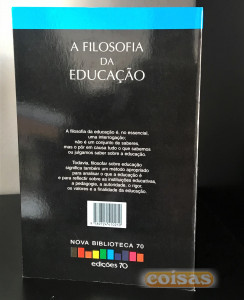 A FILOSOFIA
DA
EDUCAÇÃO
A filosofia da educação é, no essencial,
uma interrogação:
não é um conjunto de saberes,
mas o pôr em causa tudo o que sabemos
ou julgamos saber sobre a educação.
Todavia, filosofar sobre educação
significa também um método apropriado
para analisar o que a educação é
e para reflectir sobre as instituições educativas,
a pedagogia, a autoridade, o rigor,
os valores e a finalidade da educação.
NOVA BIBLIOTECA 70
edições 70
coisas